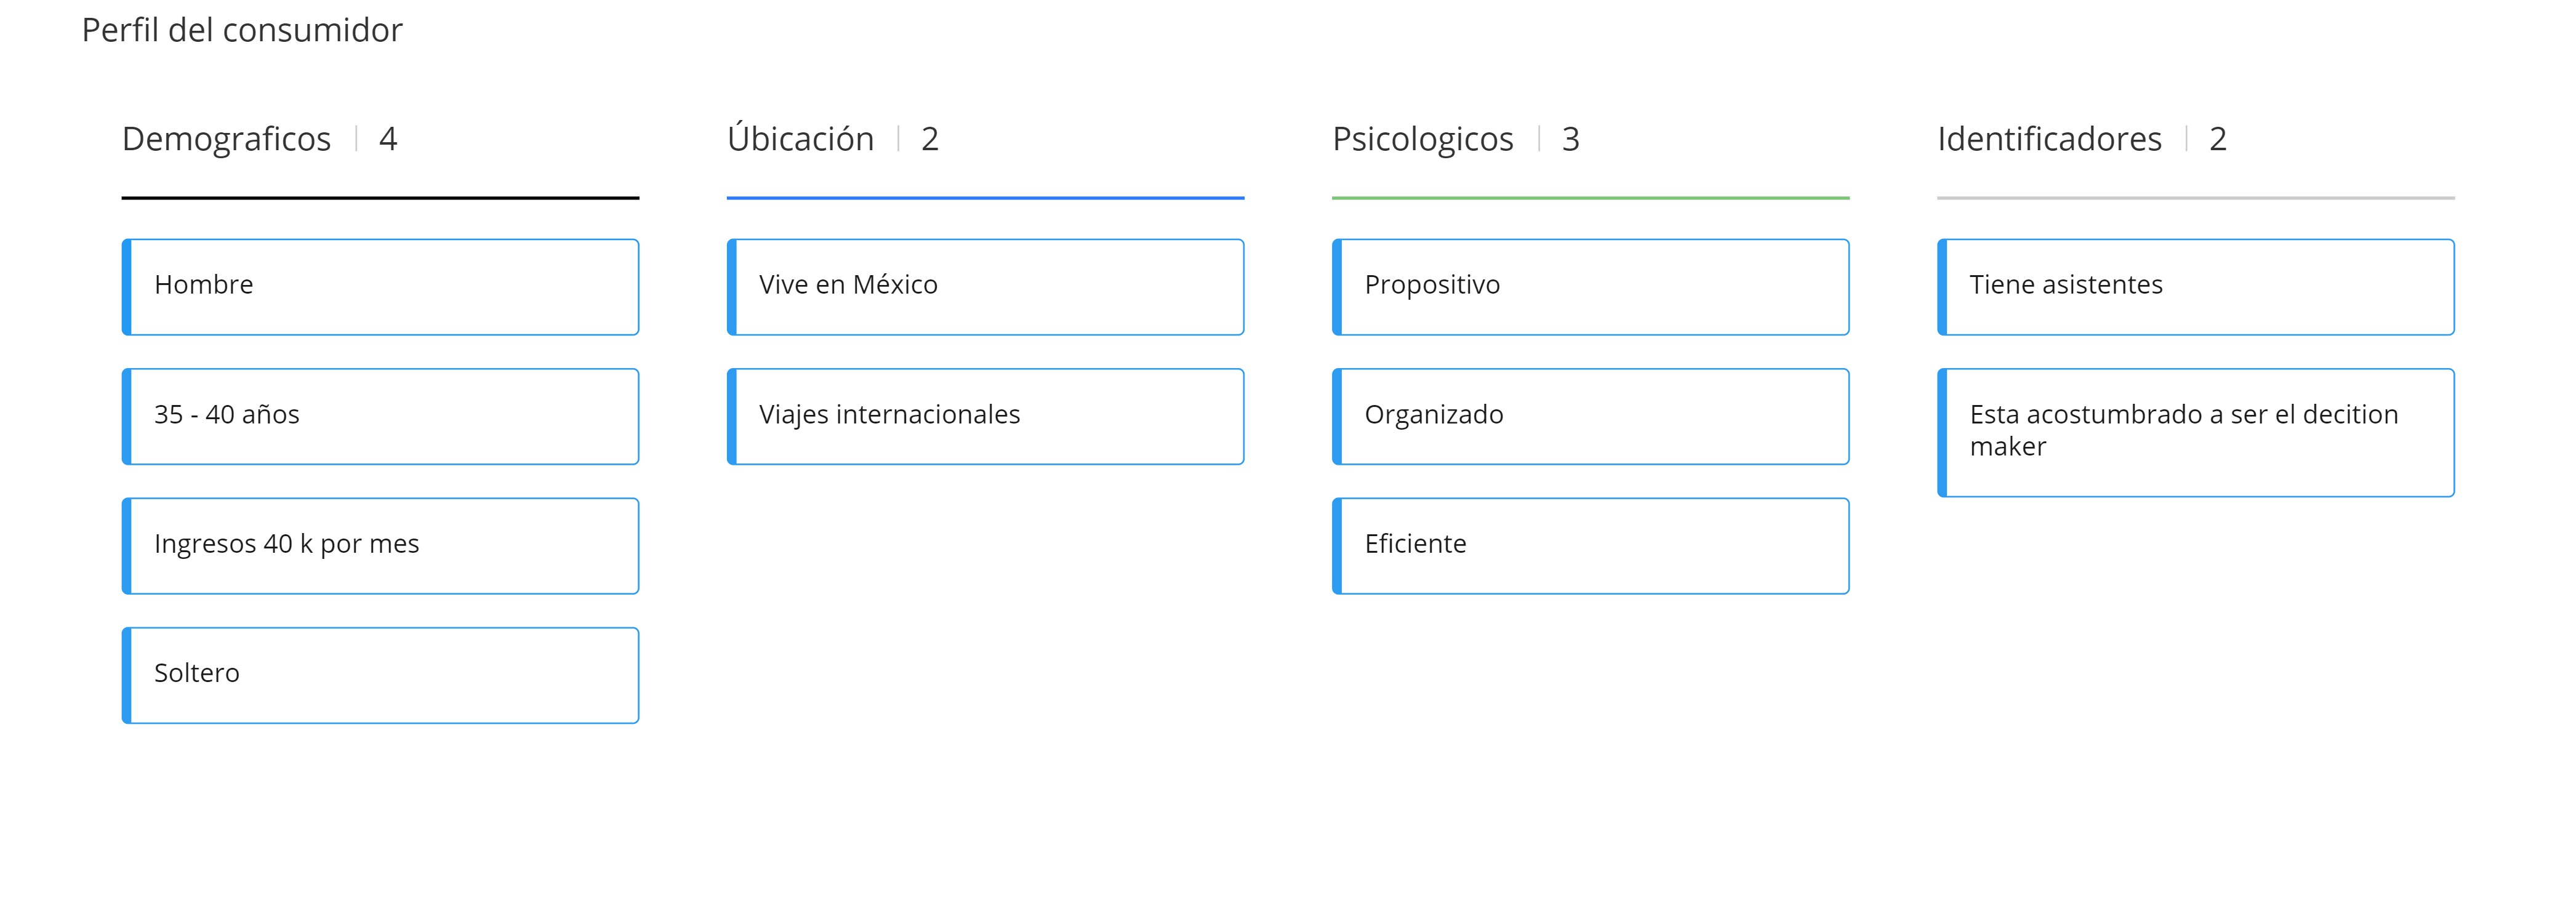 Perfil del consumidor
Demograficos | 4
Hombre
35 - 40 años
Ingresos 40 k por mes
Soltero
Úbicación | 2
Vive en México
Viajes internacionales
Psicologicos | 3
Propositivo
Organizado
Eficiente
Identificadores | 2
Tiene asistentes
Esta acostumbrado a ser el decition
maker